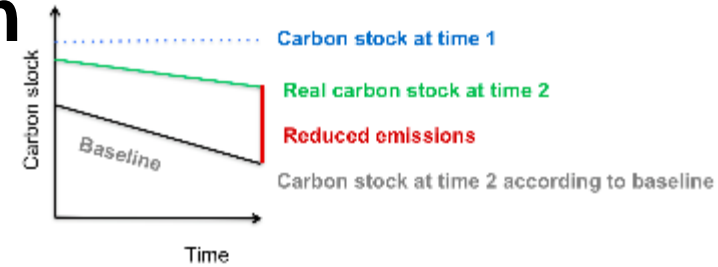 n
Carbon stock
Carbon stock at time 1
Real carbon stock at time 2
Reduced emissions
Baseline
Carbon stock at time 2 according to baseline
Time